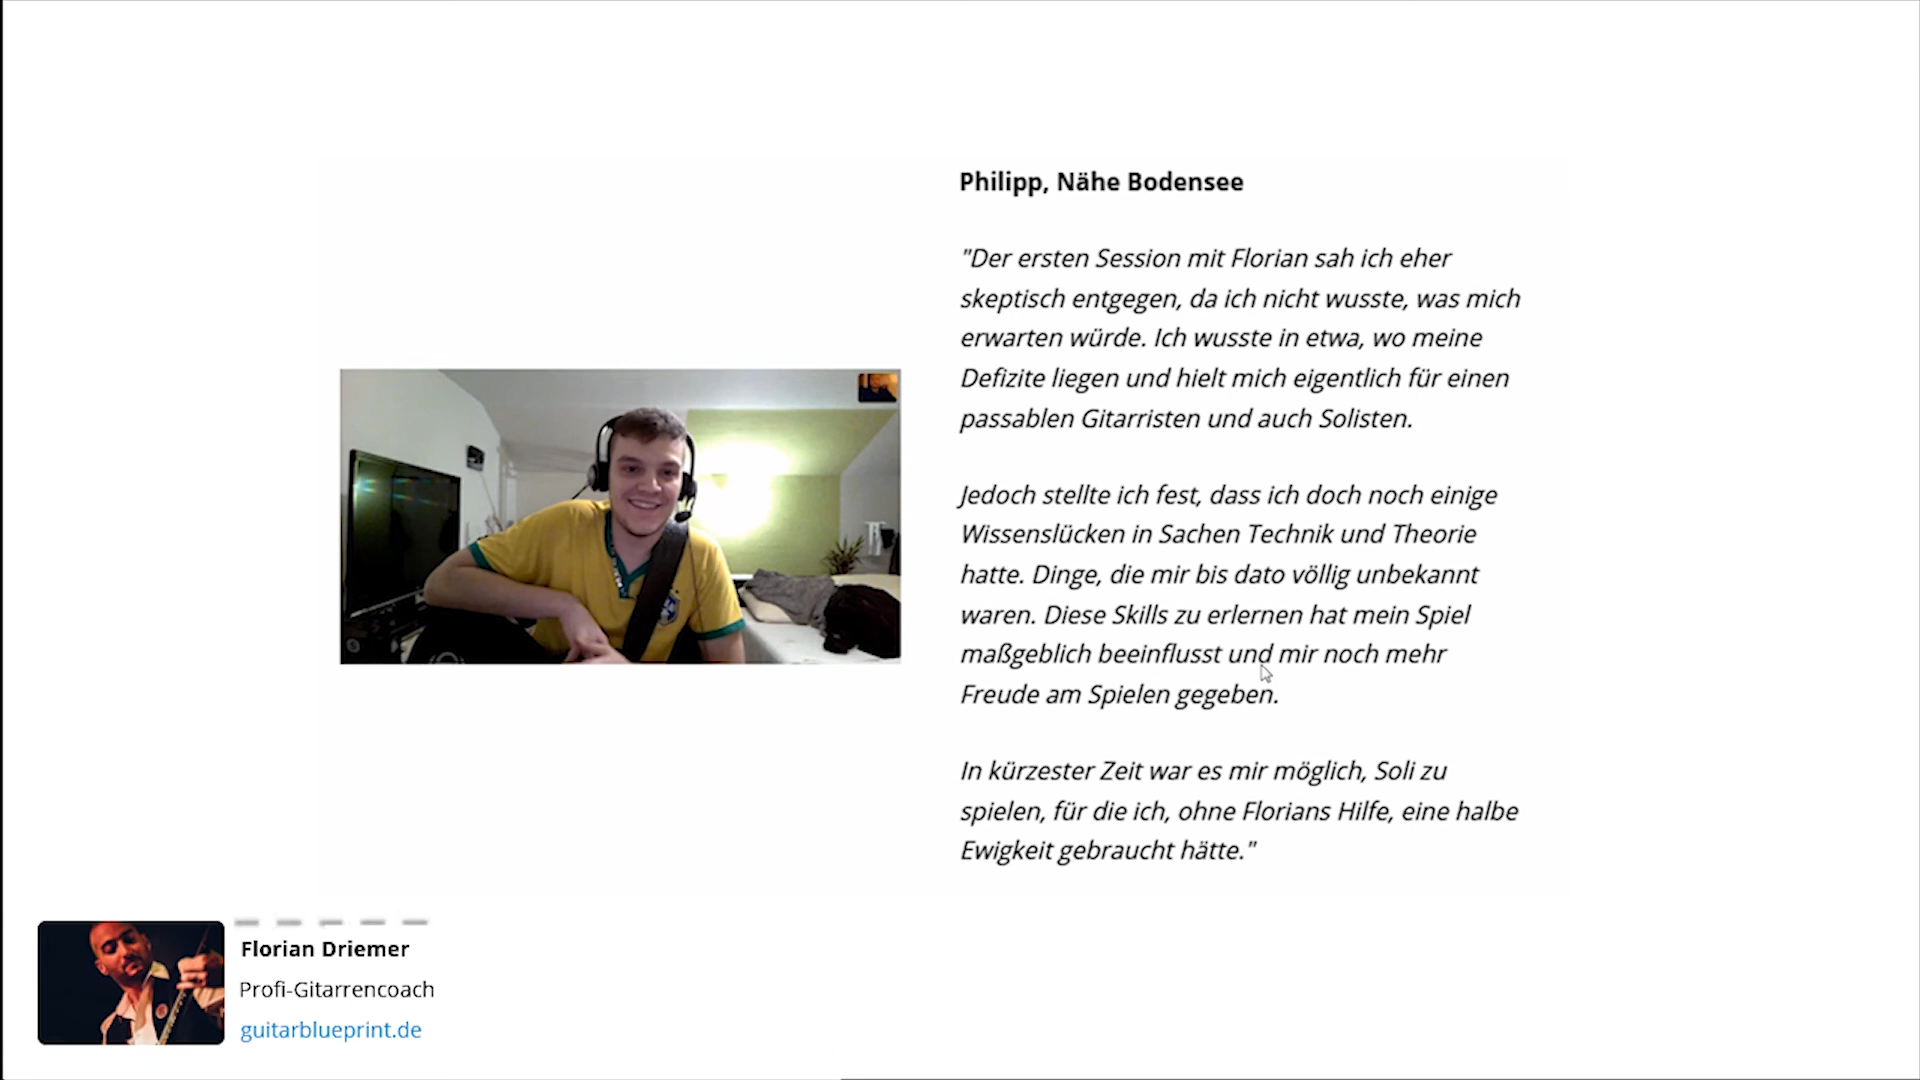 Philipp, Nähe Bodensee
"Der ersten Session mit Florian sah ich eher
skeptisch entgegen, da ich nicht wusste, was mich
erwarten würde. Ich wusste in etwa, wo meine
Defizite liegen und hielt mich eigentlich für einen
passablen Gitarristen und auch Solisten.
Jedoch stellte ich fest, dass ich doch noch einige
Wissenslücken in Sachen Technik und Theorie
hatte. Dinge, die mir bis dato völlig unbekannt
waren. Diese Skills zu erlernen hat mein Spiel
maßgeblich beeinflusst und mir noch mehr
Freude am Spielen gegeben.
In kürzester Zeit war es mir möglich, Soli zu
spielen, für die ich, ohne Florians Hilfe, eine halbe
Ewigkeit gebraucht hätte."
Florian Driemer
Profi-Gitarrencoach
guitarblueprint.de